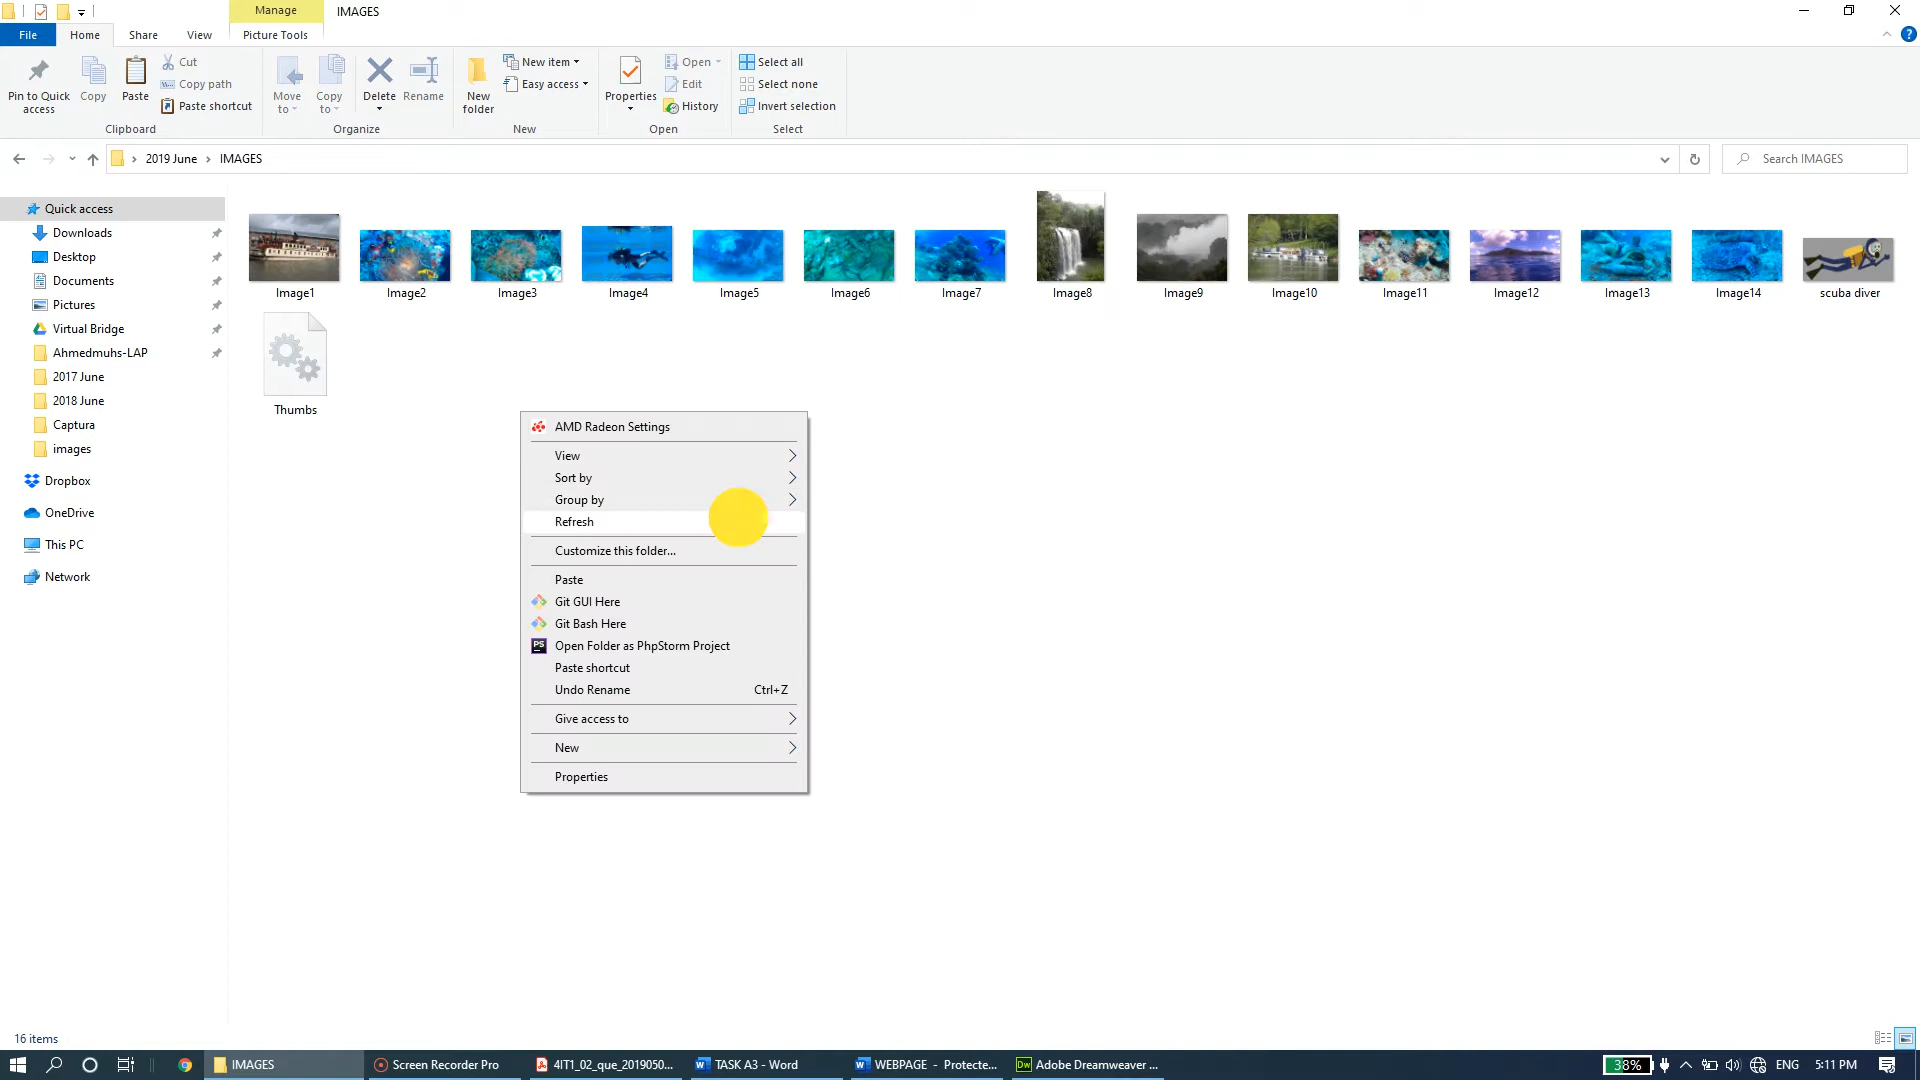 Manage
IMAGES
File
Home
Share
View
Picture Tools
Pin to Quick access
Copy
Paste
Cut
Copy path
Paste shortcut
Clipboard
Move to
Copy to
Delete
Rename
Organize
New folder
New item
Easy access
New
Properties
Open
Edit
History
Open
Select all
Select none
Invert selection
Select
2019 June
IMAGES
Search IMAGES
Quick access
Downloads
Desktop
Documents
Pictures
Virtual Bridge
Ahmedmuhs-LAP
2017 June
2018 June
Captura
images
Dropbox
OneDrive
This PC
Network
Image1
Image2
Image3
Image4
Image5
Image6
Image7
Image8
Image9
Image10
Image11
Image12
Image13
Image14
scuba diver
Thumbs
AMD Radeon Settings
View
Sort by
Group by
Refresh
Customize this folder...
Paste
Git GUI Here
Git Bash Here
PS Open Folder as PhpStorm Project
Paste shortcut
Undo Rename Ctrl+Z
Give access to
New
Properties
16 items
IMAGES
Screen Recorder Pro
4IT1_02_que_2019050...
TASK A3 - Word
WEBPAGE - Protecte...
Dw Adobe Dreamweaver ...
38%
ENG
5:11 PM